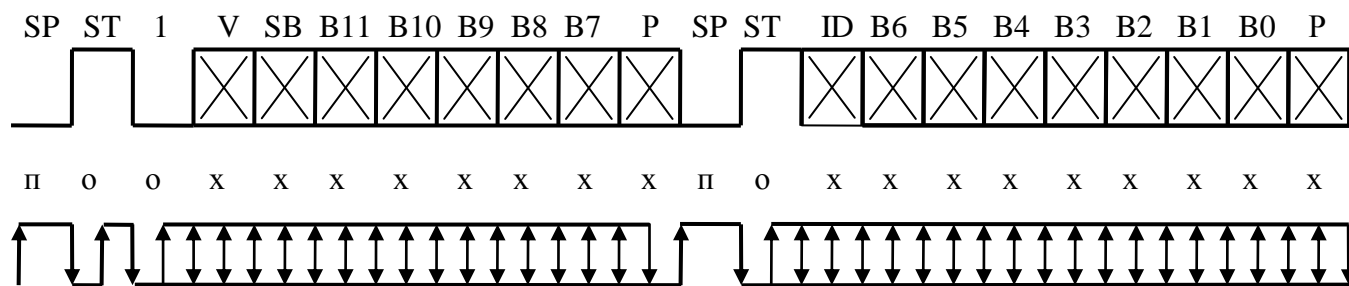 SP ST 1 V SB B11 B10 B9 B8 B7 P SP ST ID B6 B5 B4 B3 B2 B1 B0 P
п о о х х х х х х х х п о х х х х х х х х х